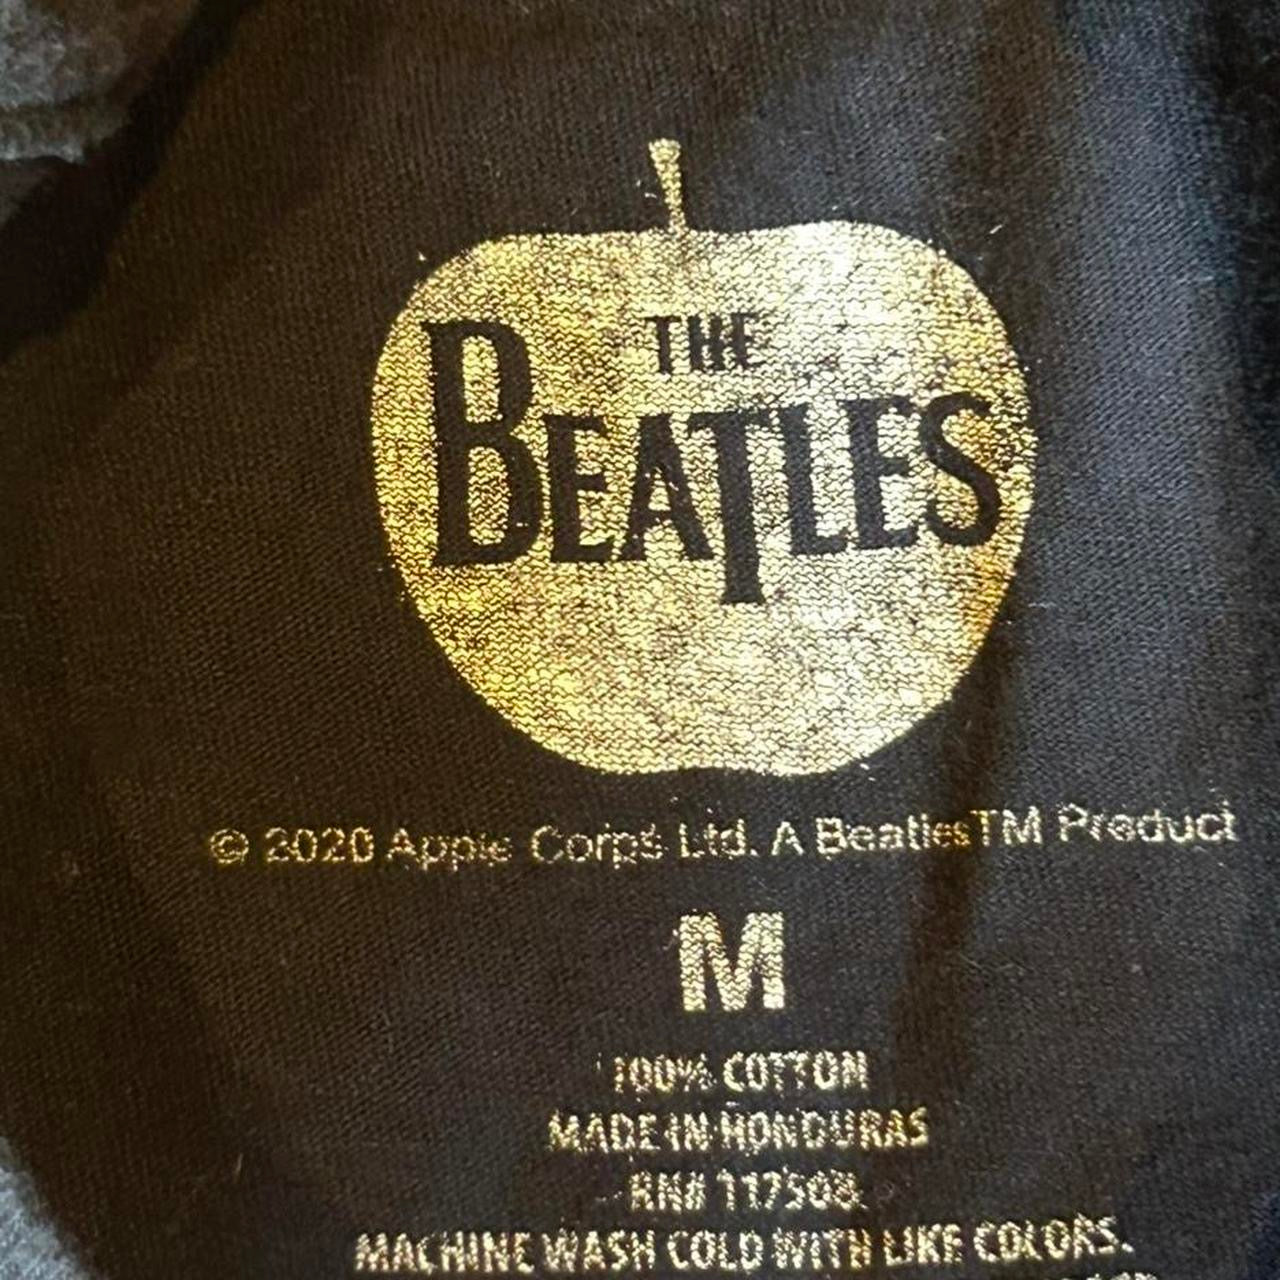 THE
BEATLES
© 2020 Apple Corps Ltd. A BeatlesTM Product
M
100% COTTON
MADE IN HONDURAS
RN# 117508.
MACHINE WASH COLD WITH LIKE COLORS.